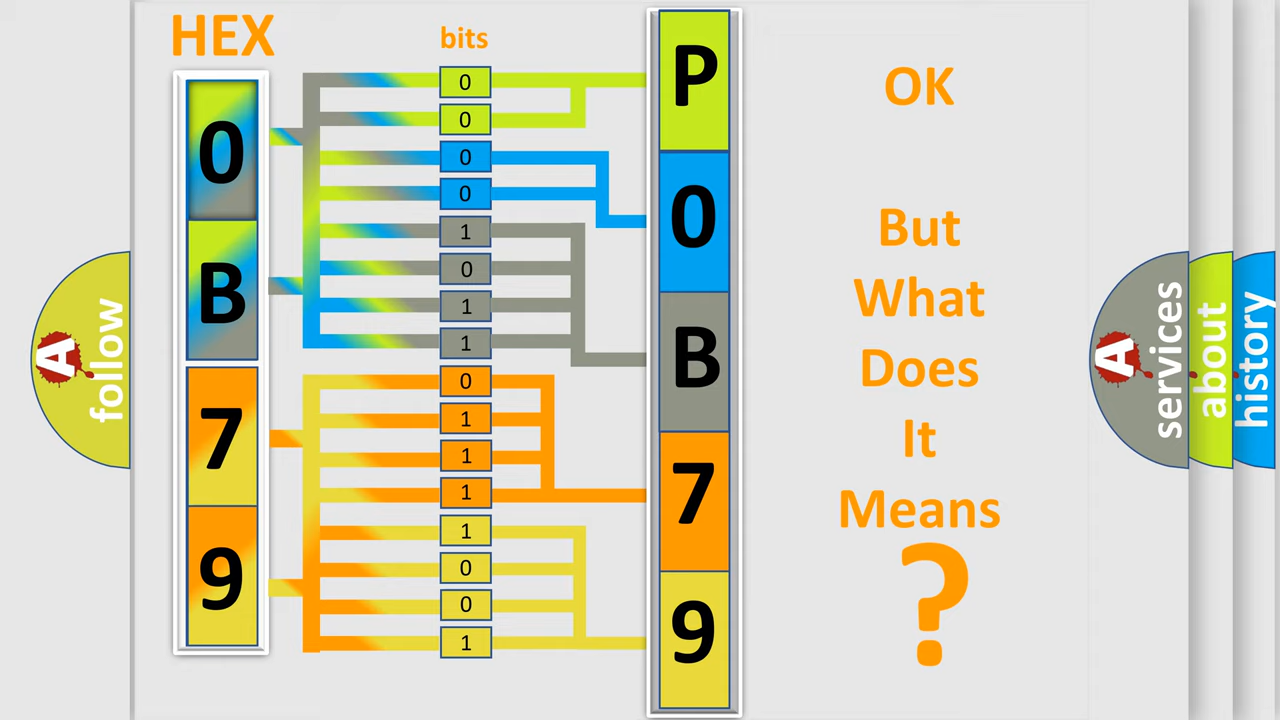 HEX
bits
0
B
7
9
0
0
0
0
1
0
1
1
0
1
1
1
1
0
0
1
P
0
B
7
9
OK
But
What
Does
It
Means
?
A
follow
A
services
about
history